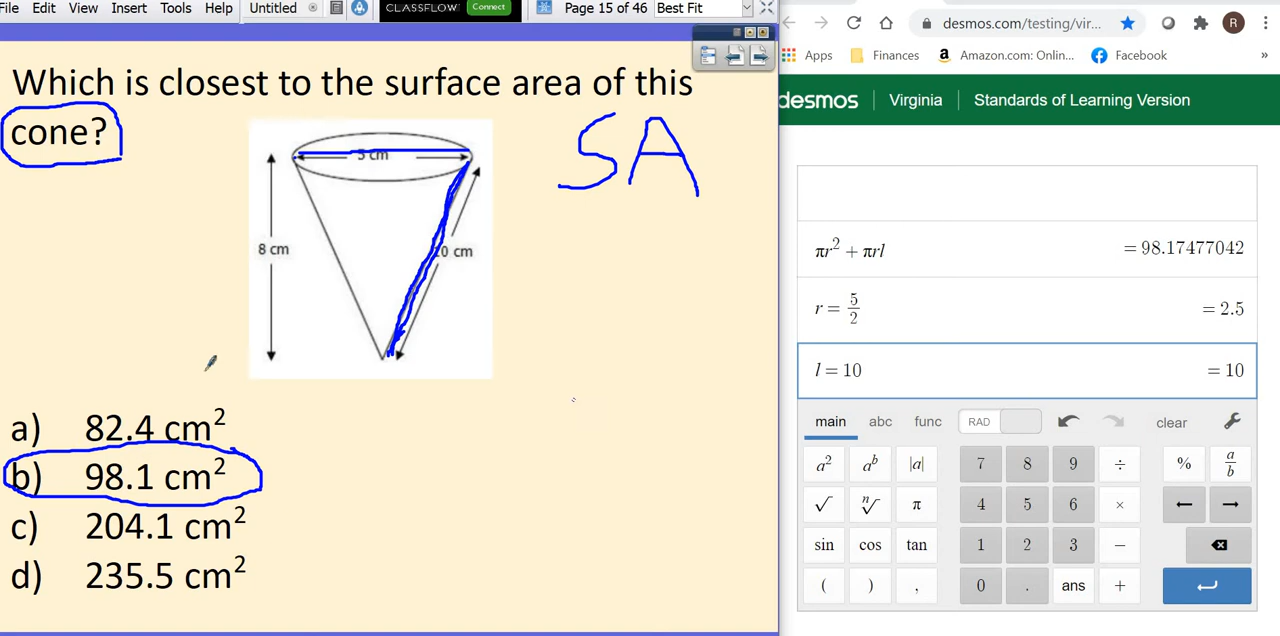 File Edit View Insert Tools Help Untitled CLASSFLOW Connect Page 15 of 46 Best Fit
Which is closest to the surface area of this
cone?
SA
5 cm
8 cm
10 cm
a) 82.4 cm²
b) 98.1 cm²
c) 204.1 cm²
d) 235.5 cm²
desmos.com/testing/vir... R
Apps Finances Amazon.com: Onlin... Facebook »
desmos Virginia Standards of Learning Version
πr² + πrl = 98.17477042
r = 5/2 = 2.5
l = 10 = 10
main abc func RAD clear
a² aᵇ |a| 7 8 9 ÷ % a/b
√ ⁿ√ π 4 5 6 × ← →
sin cos tan 1 2 3 −
( ) , 0 . ans +